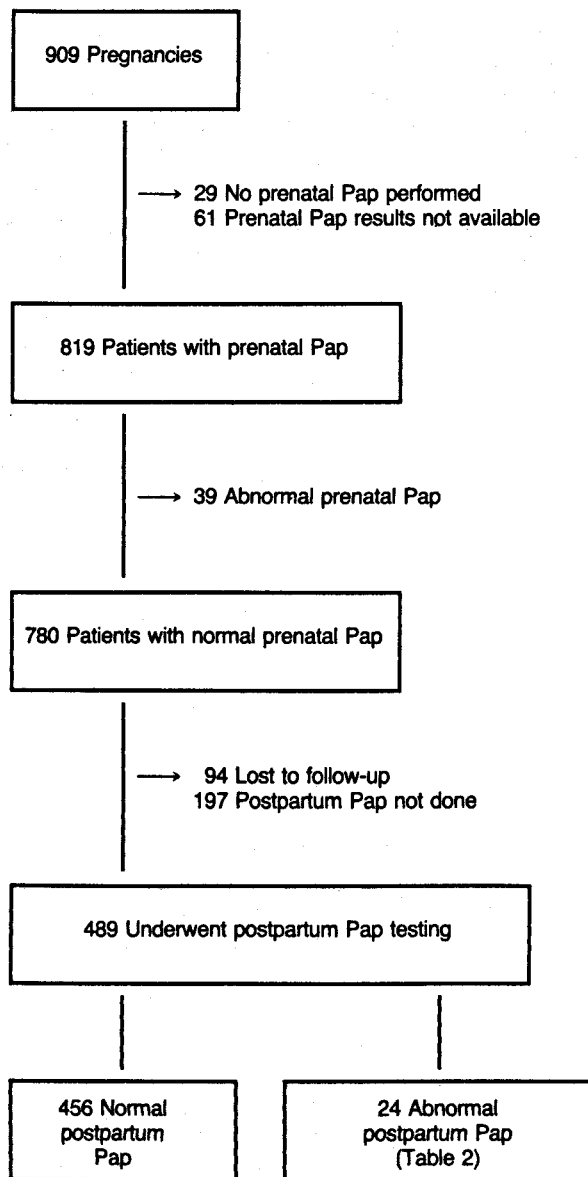 909 Pregnancies
29 No prenatal Pap performed
61 Prenatal Pap results not available
819 Patients with prenatal Pap
39 Abnormal prenatal Pap
780 Patients with normal prenatal Pap
94 Lost to follow-up
197 Postpartum Pap not done
489 Underwent postpartum Pap testing
456 Normal
postpartum
Pap
24 Abnormal
postpartum Pap
(Table 2)